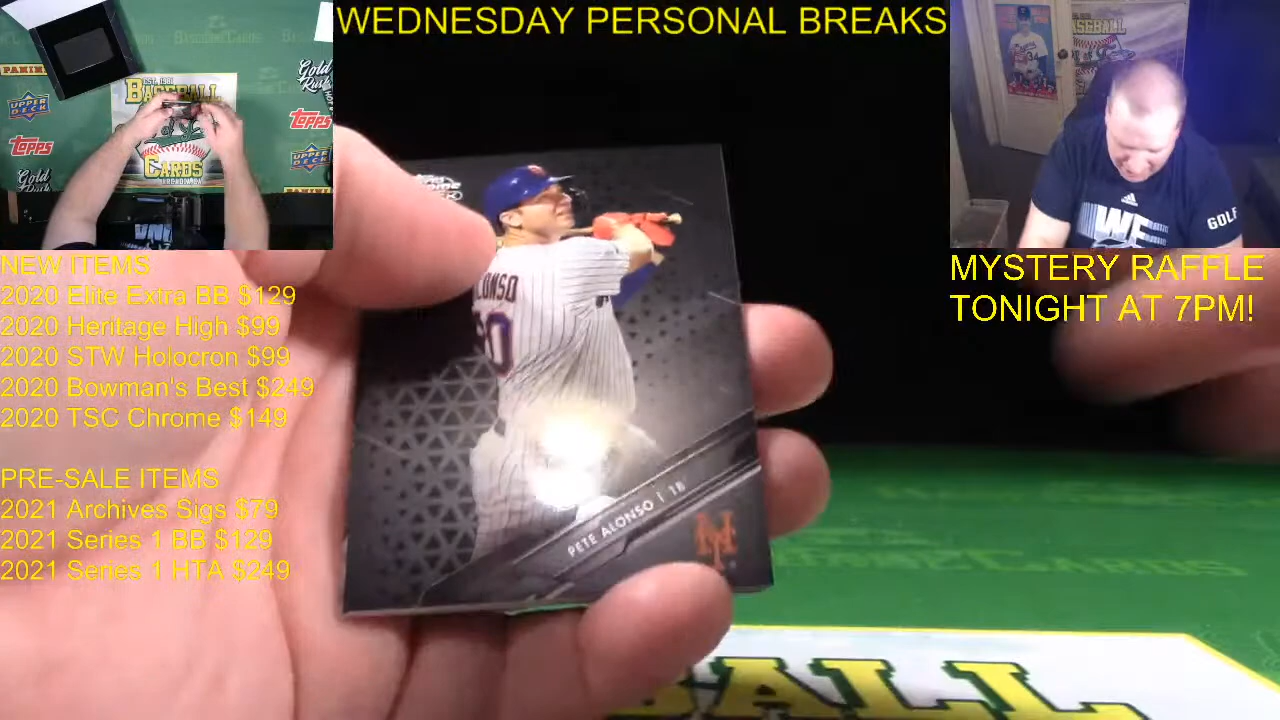 WEDNESDAY PERSONAL BREAKS
MYSTERY RAFFLE
TONIGHT AT 7PM!
NEW ITEMS
2020 Elite Extra BB $129
2020 Heritage High $99
2020 STW Holocron $99
2020 Bowman's Best $249
2020 TSC Chrome $149
PRE-SALE ITEMS
2021 Archives Sigs $79
2021 Series 1 BB $129
2021 Series 1 HTA $249
PETE ALONSO | 1B
NY
BASEBALL
CARDS
PANINI
UPPER
DECK
topps
Gold
Rush
topps
UPPER
DECK
GOLF
34